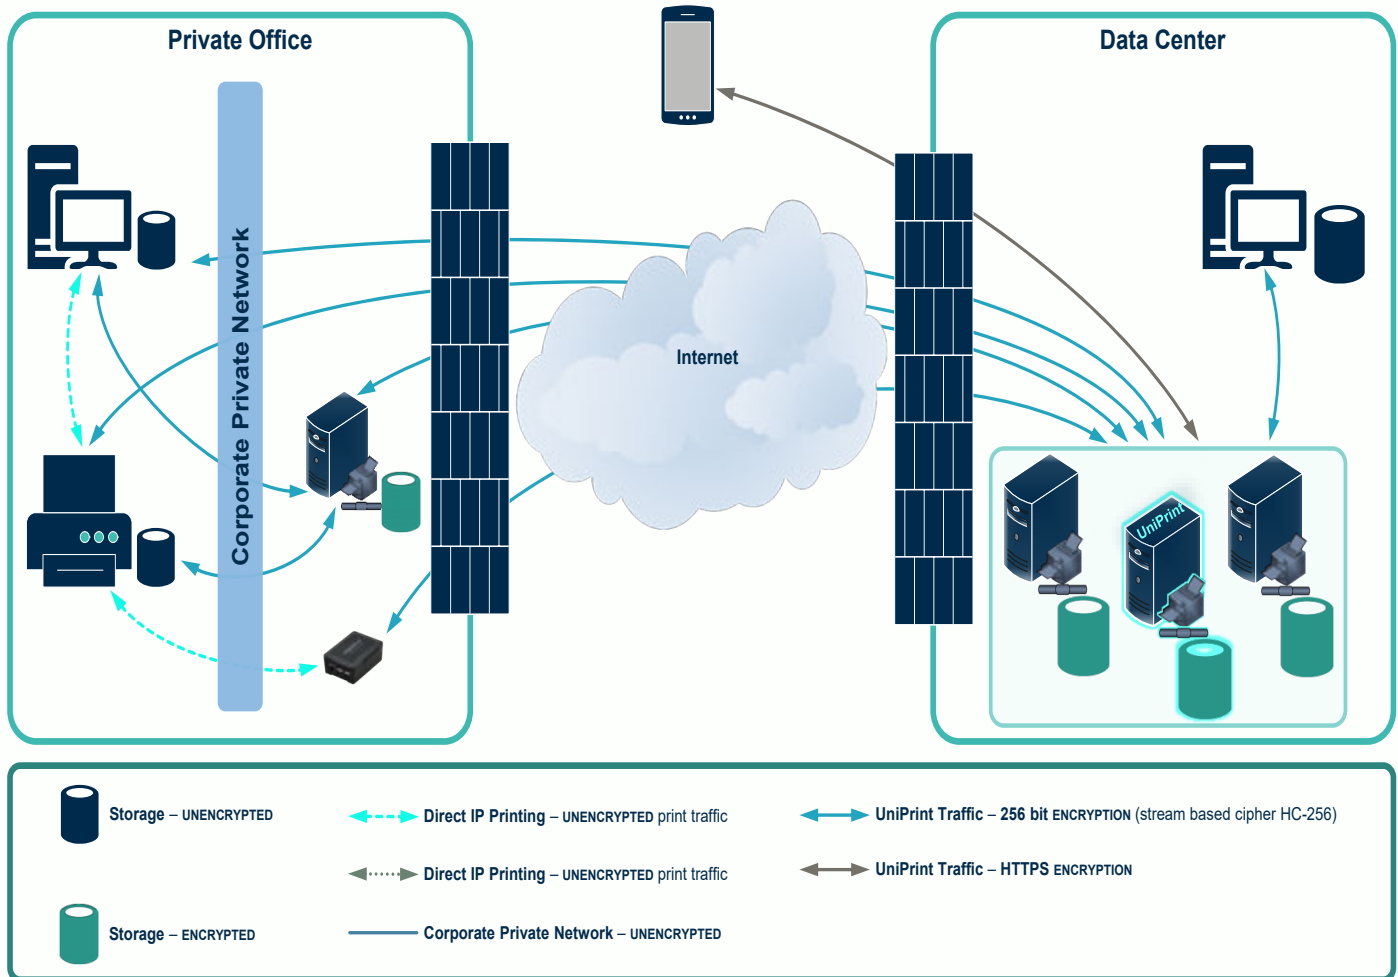 Private Office
Data Center
Corporate Private Network
Internet
UniPrint
Storage – UNENCRYPTED
Direct IP Printing – UNENCRYPTED print traffic
UniPrint Traffic – 256 bit ENCRYPTION (stream based cipher HC-256)
Direct IP Printing – UNENCRYPTED print traffic
UniPrint Traffic – HTTPS ENCRYPTION
Storage – ENCRYPTED
Corporate Private Network – UNENCRYPTED